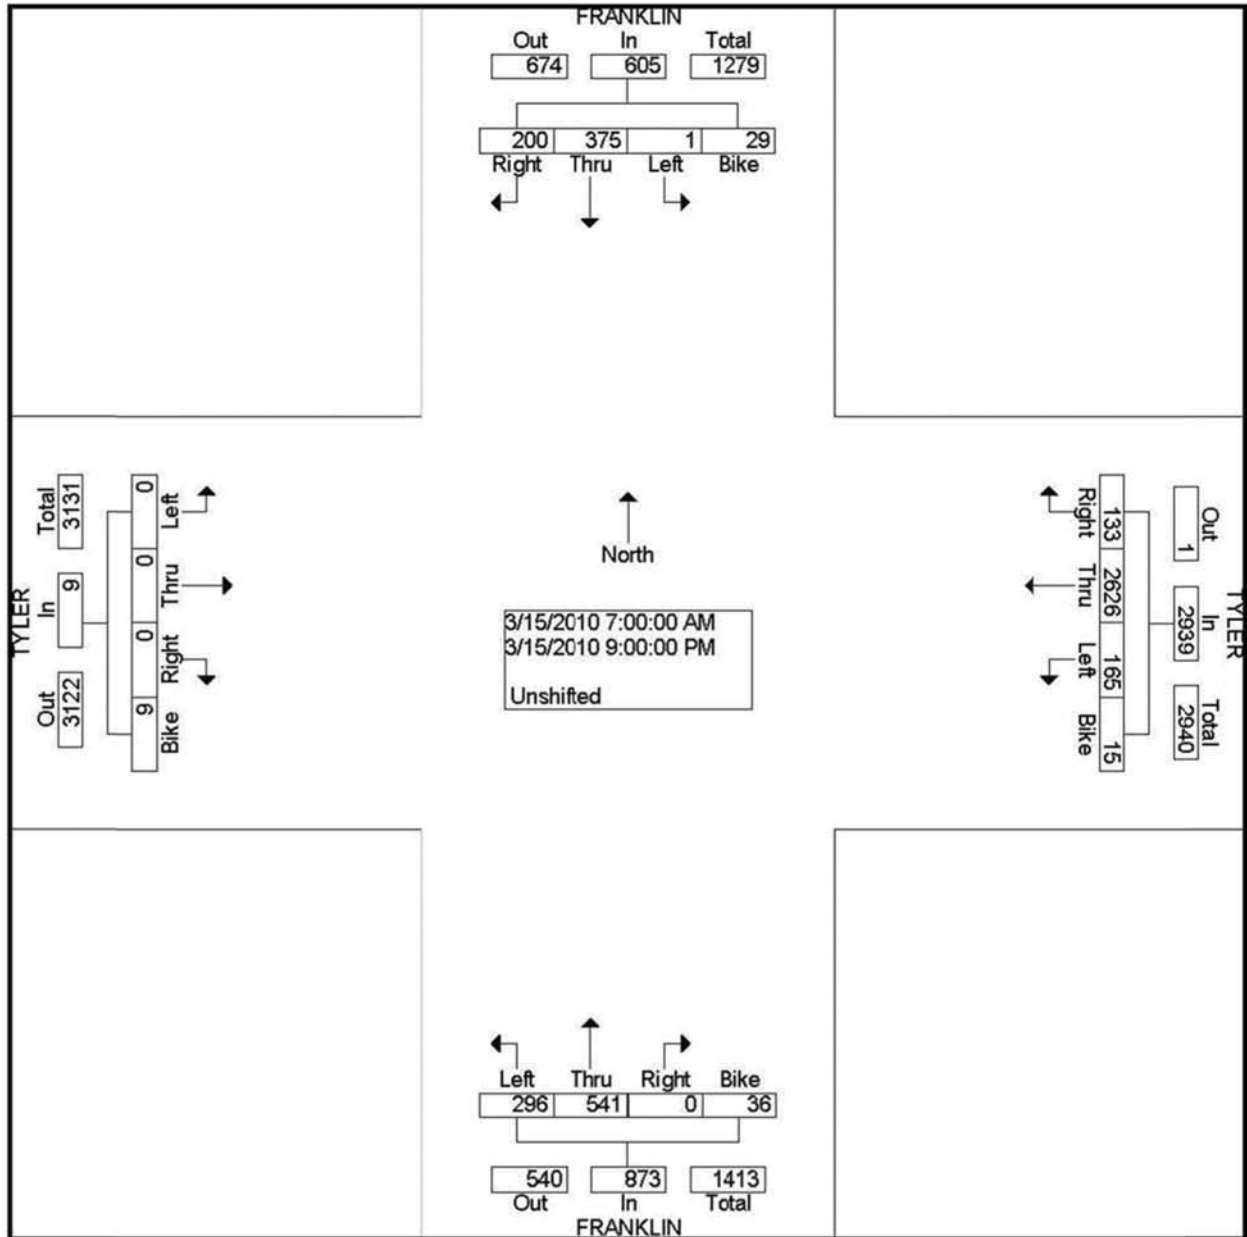 FRANKLIN
Out In Total
674 605 1279
200 375 1 29
Right Thru Left Bike
TYLER
Total In Out
3131 9 3122
0 0 0 9
Left Thru Right Bike
North
3/15/2010 7:00:00 AM
3/15/2010 9:00:00 PM
Unshifted
Right Thru Left Bike
133 2626 165 15
Out In Total
1 2939 2940
TYLER
Left Thru Right Bike
296 541 0 36
540 873 1413
Out In Total
FRANKLIN